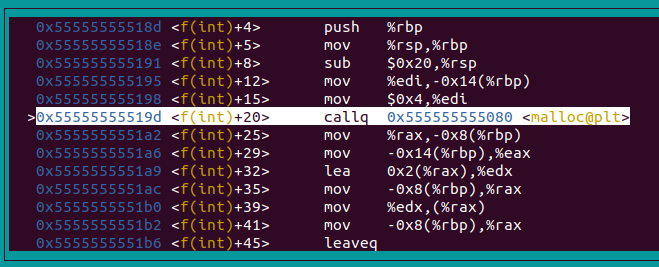 0x55555555518d <f(int)+4> push %rbp
0x55555555518e <f(int)+5> mov %rsp,%rbp
0x555555555191 <f(int)+8> sub $0x20,%rsp
0x555555555195 <f(int)+12> mov %edi,-0x14(%rbp)
0x555555555198 <f(int)+15> mov $0x4,%edi
>0x55555555519d <f(int)+20> callq 0x555555555080 <malloc@plt>
0x5555555551a2 <f(int)+25> mov %rax,-0x8(%rbp)
0x5555555551a6 <f(int)+29> mov -0x14(%rbp),%eax
0x5555555551a9 <f(int)+32> lea 0x2(%rax),%edx
0x5555555551ac <f(int)+35> mov -0x8(%rbp),%rax
0x5555555551b0 <f(int)+39> mov %edx,(%rax)
0x5555555551b2 <f(int)+41> mov -0x8(%rbp),%rax
0x5555555551b6 <f(int)+45> leaveq